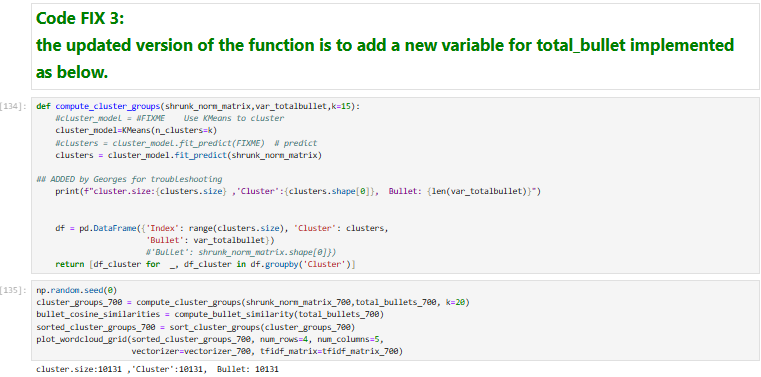 Code FIX 3:
the updated version of the function is to add a new variable for total_bullet implemented
as below.
[134]:
def compute_cluster_groups(shrunk_norm_matrix,var_totalbullet,k=15):
    #cluster_model = #FIXME    Use KMeans to cluster
    cluster_model=KMeans(n_clusters=k)
    #clusters = cluster_model.fit_predict(FIXME)  # predict
    clusters = cluster_model.fit_predict(shrunk_norm_matrix)
## ADDED by Georges for troubleshooting
    print(f"cluster.size:{clusters.size} ,'Cluster':{clusters.shape[0]},  Bullet: {len(var_totalbullet)}")
    df = pd.DataFrame({'Index': range(clusters.size), 'Cluster': clusters,
                       'Bullet': var_totalbullet})
                       #'Bullet': shrunk_norm_matrix.shape[0]})
    return [df_cluster for  _, df_cluster in df.groupby('Cluster')]
[135]:
np.random.seed(0)
cluster_groups_700 = compute_cluster_groups(shrunk_norm_matrix_700,total_bullets_700, k=20)
bullet_cosine_similarities = compute_bullet_similarity(total_bullets_700)
sorted_cluster_groups_700 = sort_cluster_groups(cluster_groups_700)
plot_wordcloud_grid(sorted_cluster_groups_700, num_rows=4, num_columns=5,
                    vectorizer=vectorizer_700, tfidf_matrix=tfidf_matrix_700)
cluster.size:10131 ,'Cluster':10131,  Bullet: 10131